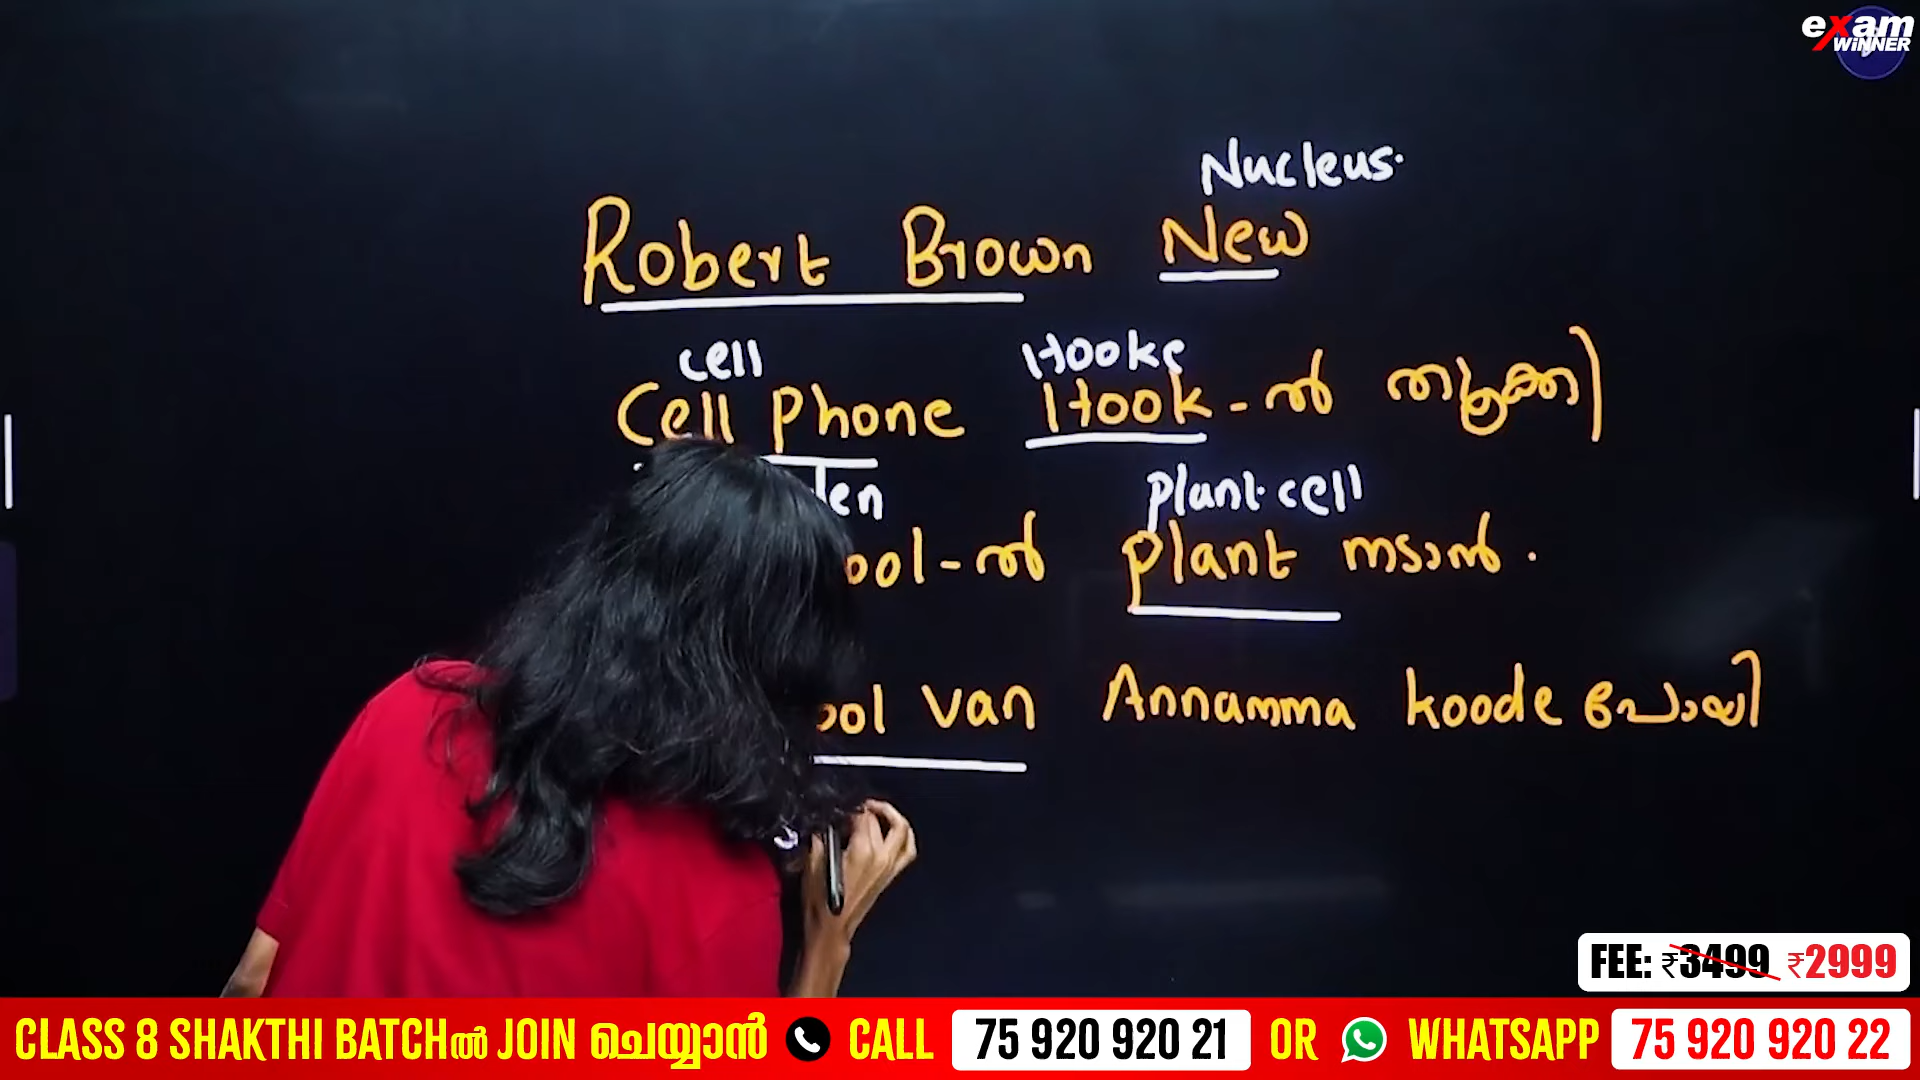 exam
WiNNER
Nucleus.
Robert Brown New
cell Hooke
Cell Phone Hook-ൽ തൂക്കി
plant cell
ool-ൽ plant നടാൻ.
ool van Annamma koode പോയി
FEE: ₹3499 ₹2999
CLASS 8 SHAKTHI BATCHൽ JOIN ചെയ്യാൻ CALL 75 920 920 21 OR WHATSAPP 75 920 920 22